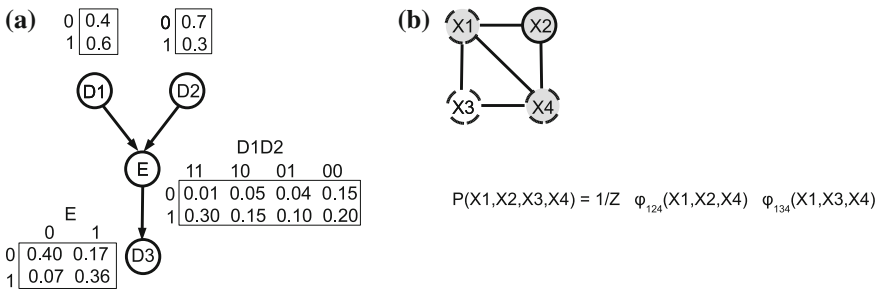 (a)
0 0.4
1 0.6
0 0.7
1 0.3
D1 D2
E
D1D2
11 10 01 00
0 0.01 0.05 0.04 0.15
1 0.30 0.15 0.10 0.20
E
0 1
0 0.40 0.17
1 0.07 0.36
D3
(b)
X1 X2
X3 X4
P(X1,X2,X3,X4) = 1/Z φ124(X1,X2,X4) φ134(X1,X3,X4)